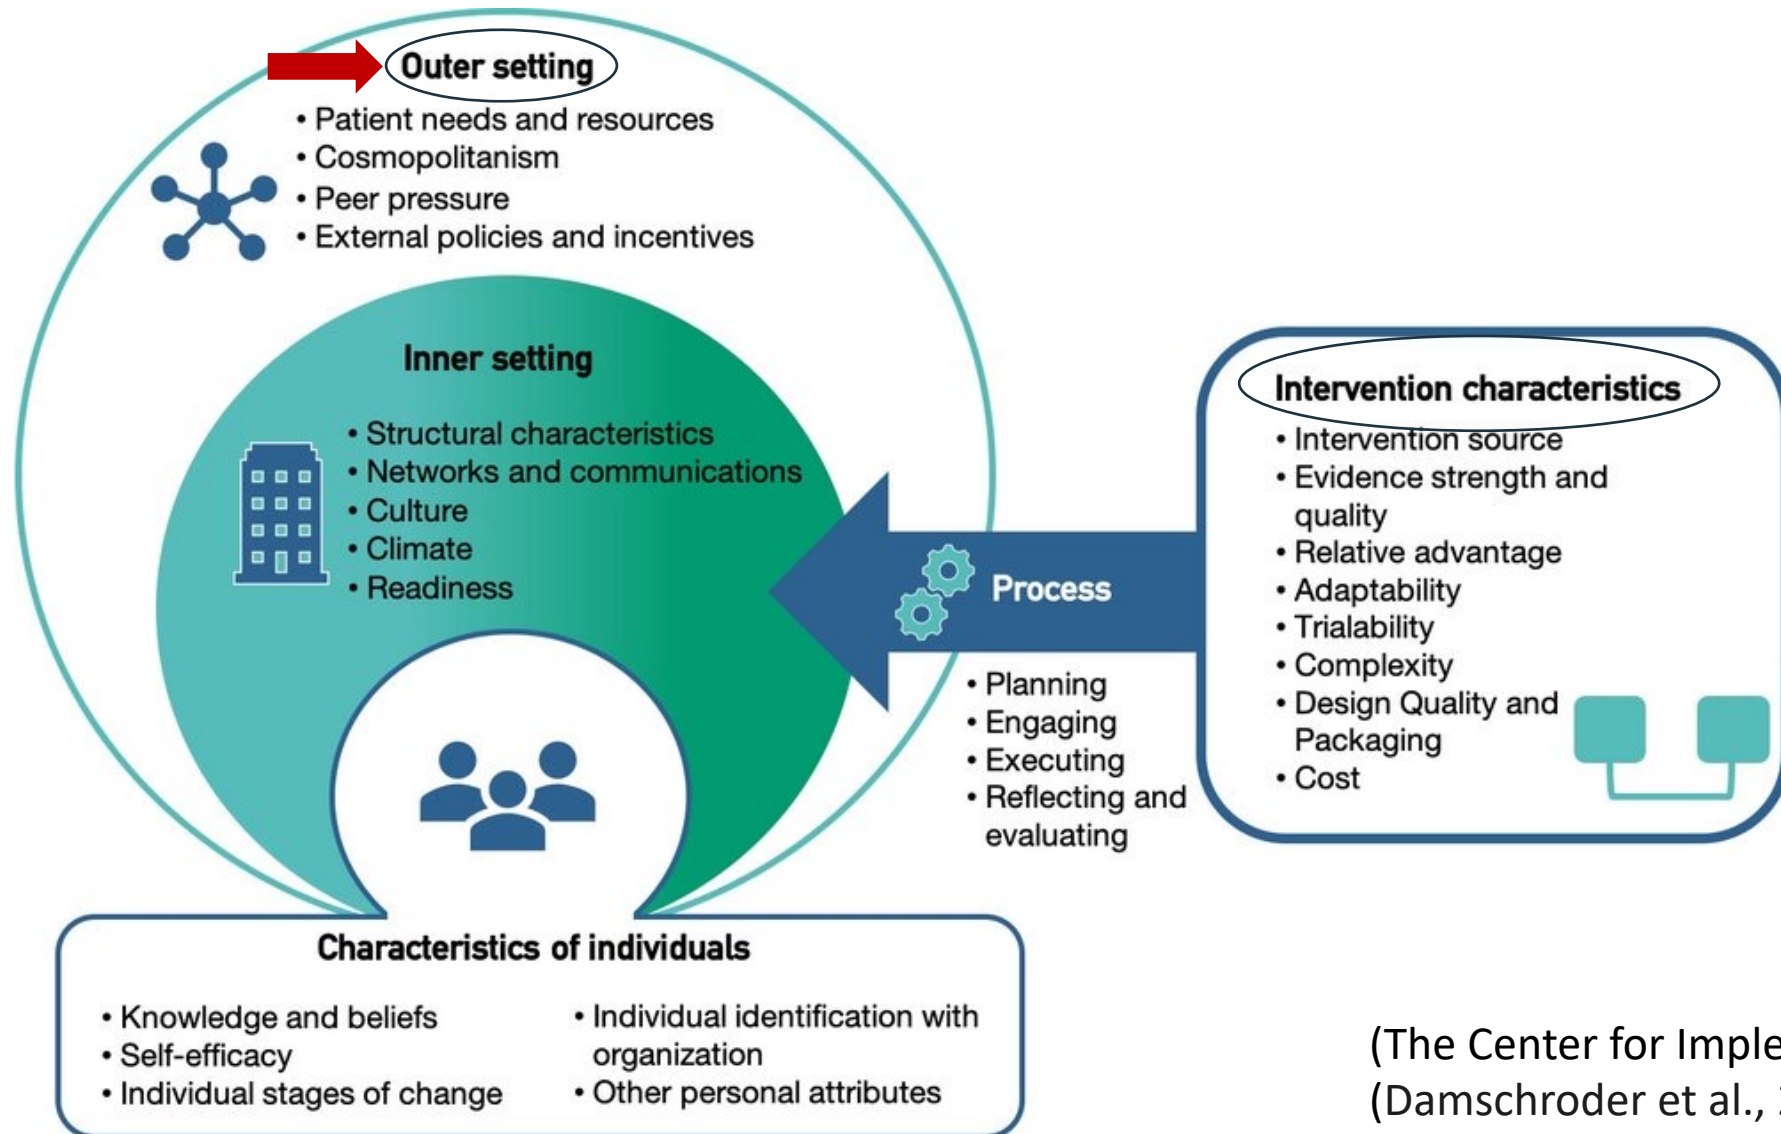 Outer setting
• Patient needs and resources
• Cosmopolitanism
• Peer pressure
• External policies and incentives
Inner setting
• Structural characteristics
• Networks and communications
• Culture
• Climate
• Readiness
Process
• Planning
• Engaging
• Executing
• Reflecting and
evaluating
Intervention characteristics
• Intervention source
• Evidence strength and
quality
• Relative advantage
• Adaptability
• Trialability
• Complexity
• Design Quality and
Packaging
• Cost
Characteristics of individuals
• Knowledge and beliefs
• Self-efficacy
• Individual stages of change
• Individual identification with
organization
• Other personal attributes
(The Center for
(Damschroder et al.,